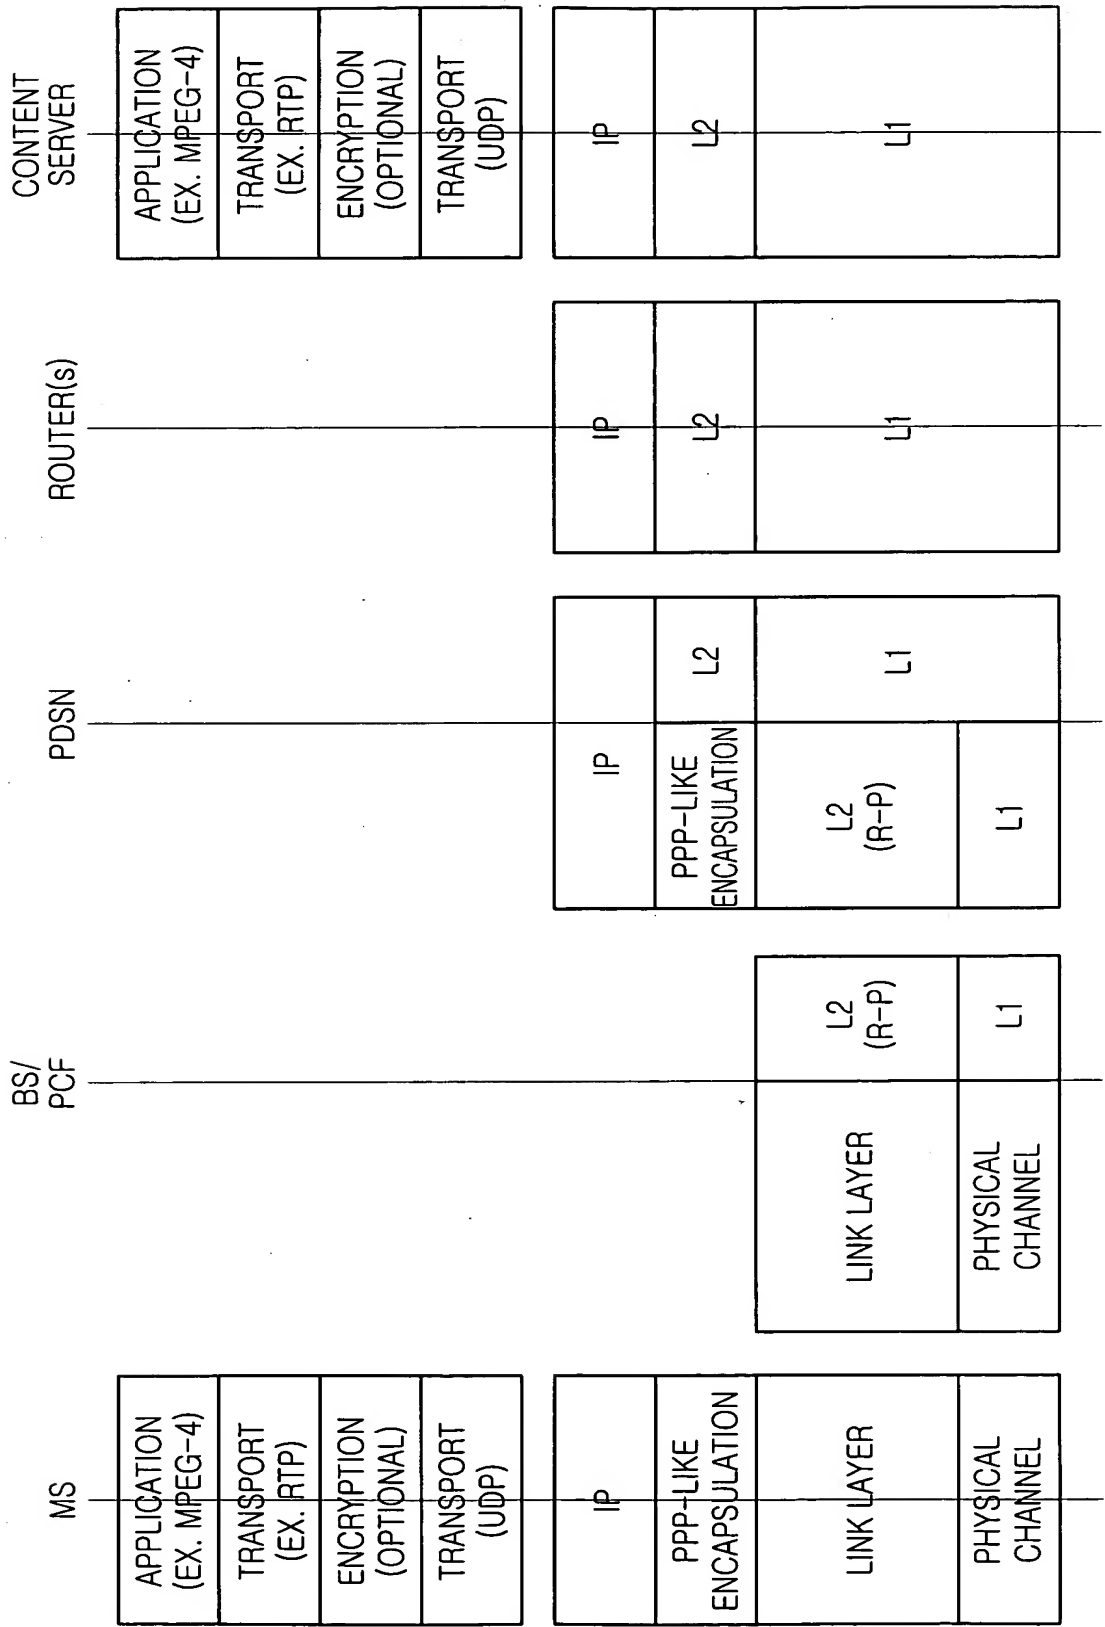 MS
APPLICATION
(EX. MPEG-4)
TRANSPORT
(EX. RTP)
ENCRYPTION
(OPTIONAL)
TRANSPORT
(UDP)
IP
PPP-LIKE
ENCAPSULATION
LINK LAYER
PHYSICAL
CHANNEL
BS/
PCF
LINK LAYER
L2
(R-P)
PHYSICAL
CHANNEL
L1
PDSN
IP
PPP-LIKE
ENCAPSULATION
L2
L2
(R-P)
L1
L1
ROUTER(s)
IP
L2
L1
CONTENT
SERVER
APPLICATION
(EX. MPEG-4)
TRANSPORT
(EX. RTP)
ENCRYPTION
(OPTIONAL)
TRANSPORT
(UDP)
IP
L2
L1